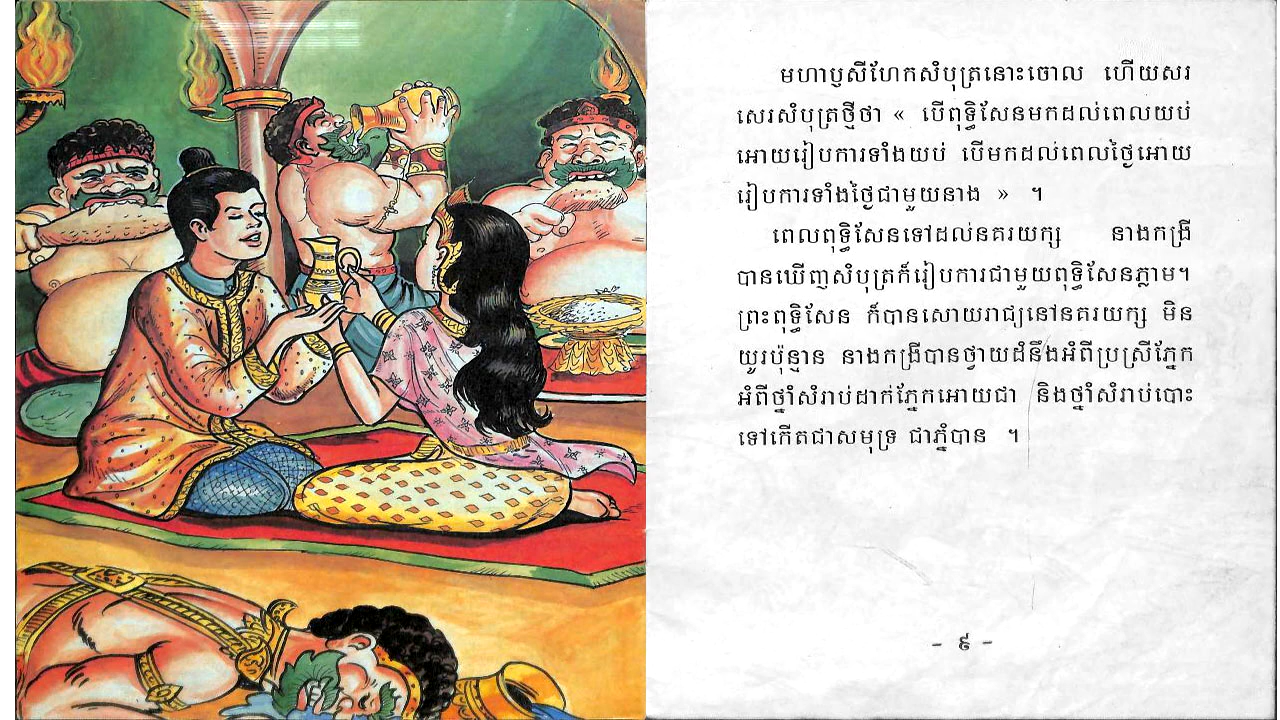 មហាឫសីហែកសំបុត្រនោះចោល ហើយសរ
សេរសំបុត្រថ្មីថា « បើពុទ្ធិសែនមកដល់ពេលយប់
អោយរៀបការទាំងយប់ បើមកដល់ពេលថ្ងៃអោយ
រៀបការទាំងថ្ងៃជាមួយនាង » ។
ពេលពុទ្ធិសែនទៅដល់នគរយក្ស នាងកង្រី
បានឃើញសំបុត្រក៏រៀបការជាមួយពុទ្ធិសែនភ្លាម។
ព្រះពុទ្ធិសែន ក៏បានសោយរាជ្យនៅនគរយក្ស មិន
យូរប៉ុន្មាន នាងកង្រីបានថ្វាយដំនឹងអំពីប្រស្រីភ្នែក
អំពីថ្នាំសំរាប់ដាក់ភ្នែកអោយជា និងថ្នាំសំរាប់បោះ
ទៅកើតជាសមុទ្រ ជាភ្នំបាន ។
- ៩ -